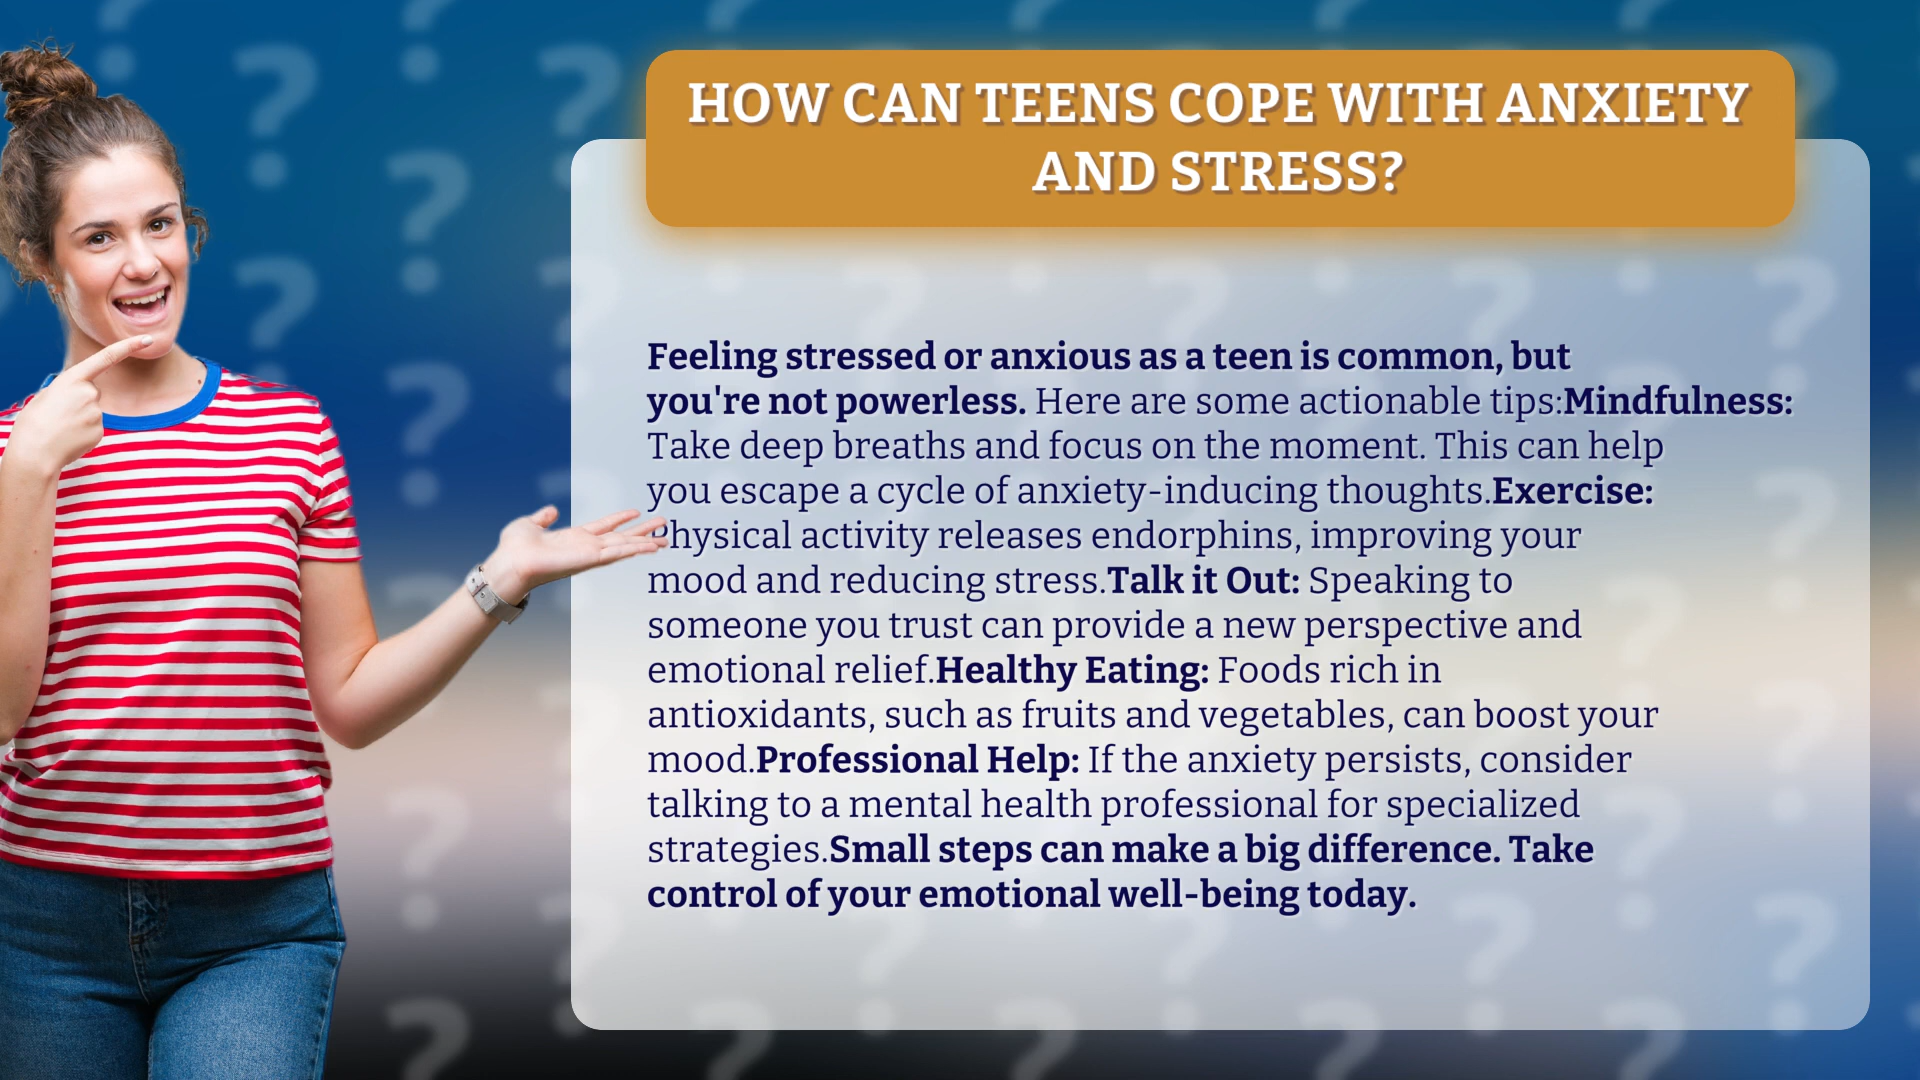 HOW CAN TEENS COPE WITH ANXIETY
AND STRESS?
Feeling stressed or anxious as a teen is common, but
you're not powerless. Here are some actionable tips:Mindfulness:
Take deep breaths and focus on the moment. This can help
you escape a cycle of anxiety-inducing thoughts.Exercise:
Physical activity releases endorphins, improving your
mood and reducing stress.Talk it Out: Speaking to
someone you trust can provide a new perspective and
emotional relief.Healthy Eating: Foods rich in
antioxidants, such as fruits and vegetables, can boost your
mood.Professional Help: If the anxiety persists, consider
talking to a mental health professional for specialized
strategies.Small steps can make a big difference. Take
control of your emotional well-being today.